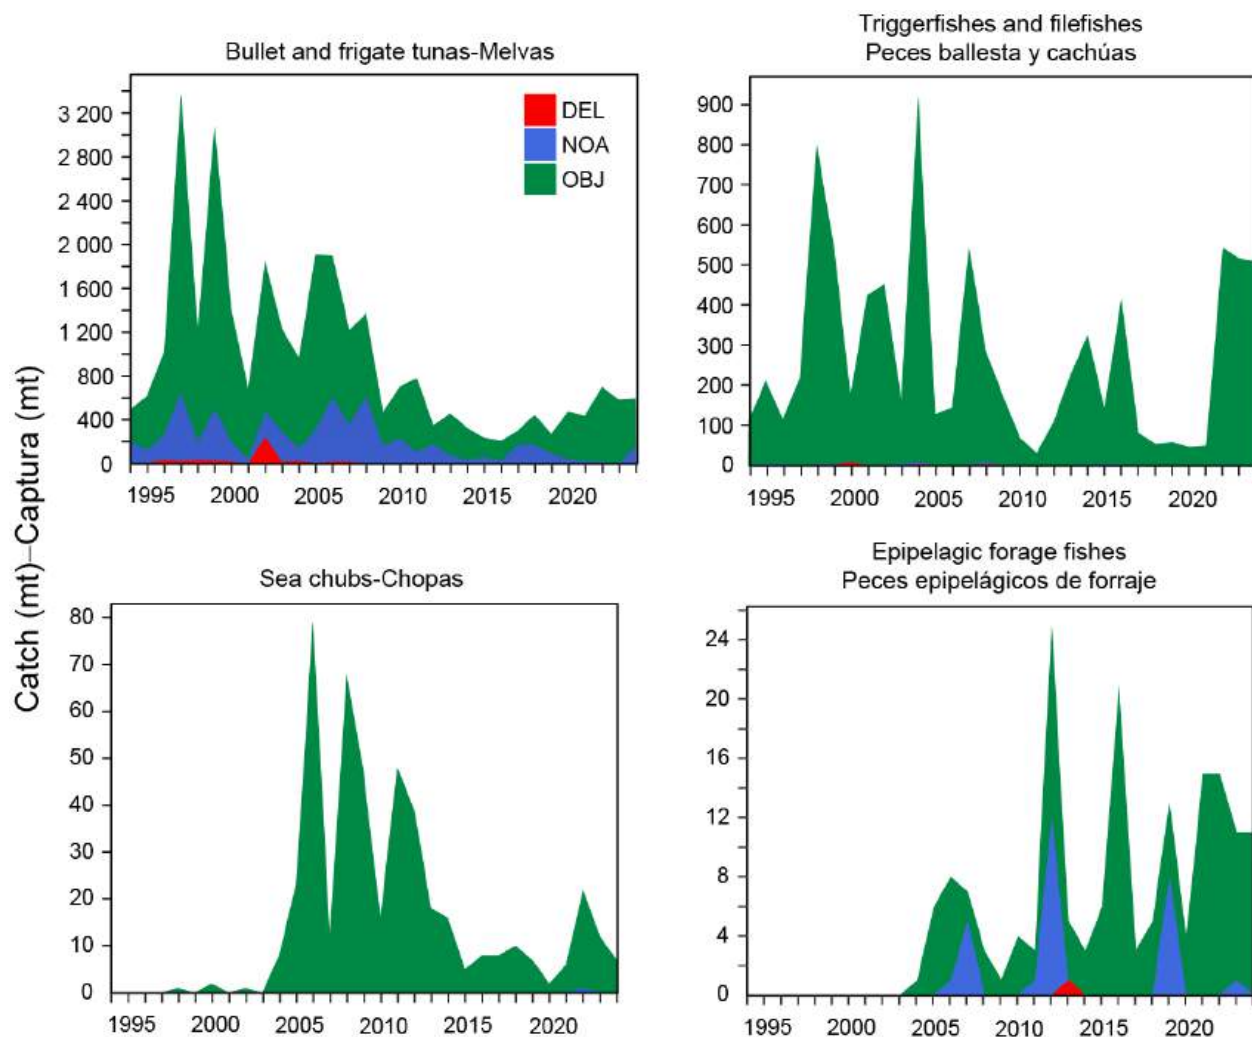 Bullet and frigate tunas-Melvas
3 200
2 800
2 400
2 000
1 600
1 200
800
400
0
1995 2000 2005 2010 2015 2020
DEL
NOA
OBJ
Triggerfishes and filefishes
Peces ballesta y cachúas
900
800
700
600
500
400
300
200
100
0
1995 2000 2005 2010 2015 2020
Catch (mt)–Captura (mt)
Sea chubs-Chopas
80
70
60
50
40
30
20
10
0
1995 2000 2005 2010 2015 2020
Epipelagic forage fishes
Peces epipelágicos de forraje
24
20
16
12
8
4
0
1995 2000 2005 2010 2015 2020